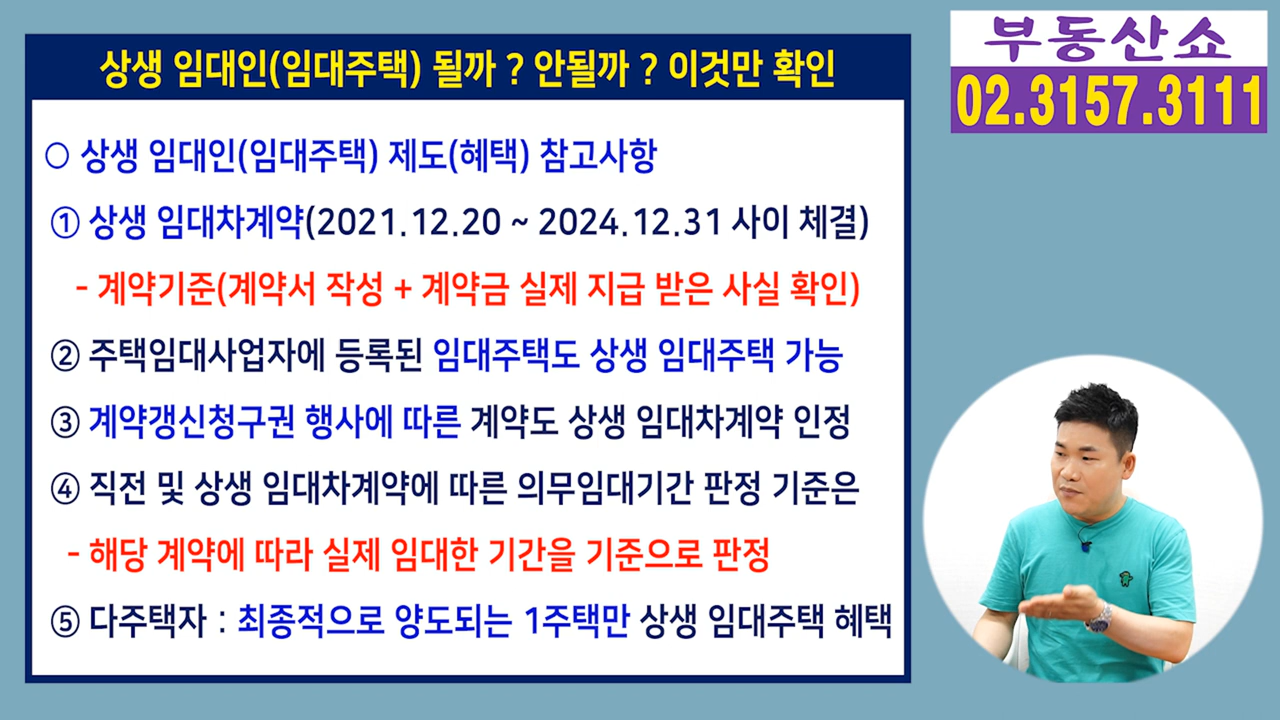 상생 임대인(임대주택) 될까 ? 안될까 ? 이것만 확인
부동산쇼
02.3157.3111
○ 상생 임대인(임대주택) 제도(혜택) 참고사항
① 상생 임대차계약(2021.12.20 ~ 2024.12.31 사이 체결)
- 계약기준(계약서 작성 + 계약금 실제 지급 받은 사실 확인)
② 주택임대사업자에 등록된 임대주택도 상생 임대주택 가능
③ 계약갱신청구권 행사에 따른 계약도 상생 임대차계약 인정
④ 직전 및 상생 임대차계약에 따른 의무임대기간 판정 기준은
- 해당 계약에 따라 실제 임대한 기간을 기준으로 판정
⑤ 다주택자 : 최종적으로 양도되는 1주택만 상생 임대주택 혜택